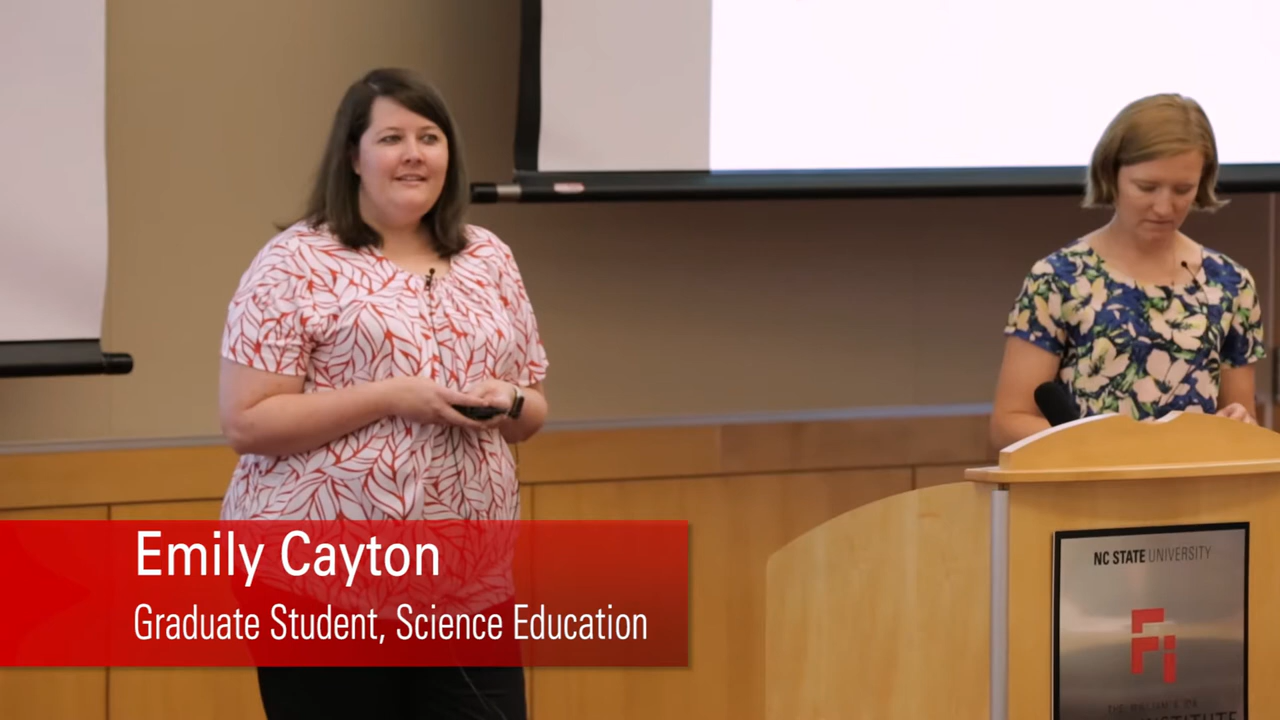 Emily Cayton
Graduate Student, Science Education
NC STATE UNIVERSITY
Fi